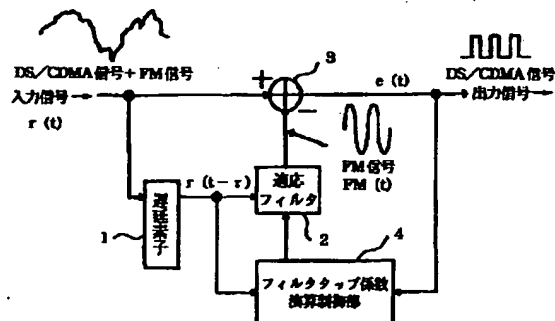 DS/CDMA信号+FM信号
入力信号
r (t)
+
-
3
e (t)
DS/CDMA信号
出力信号
FM信号
FM (t)
遅延素子
1
r (t-τ)
適応
フィルタ
2
4
フィルタタップ係数
演算制御部